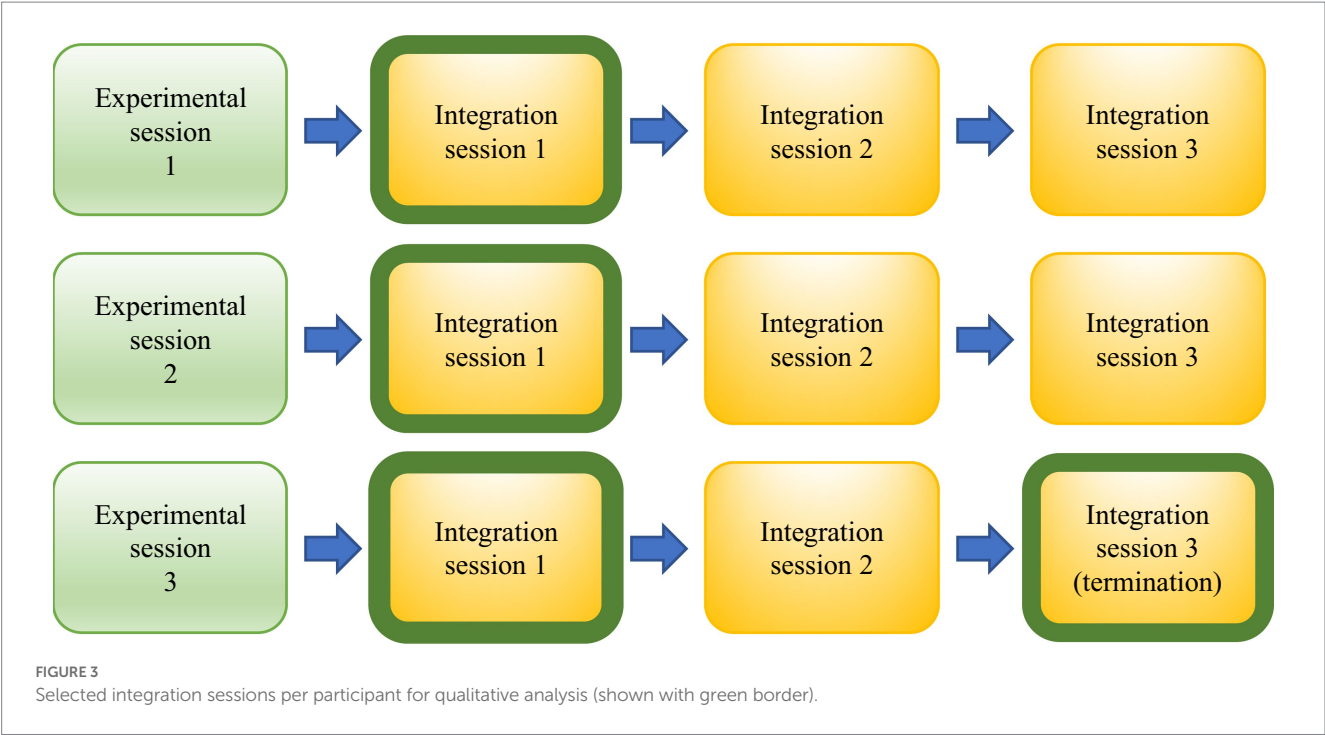 Experimental
session
1
Integration
session 1
Integration
session 2
Integration
session 3
Experimental
session
2
Integration
session 1
Integration
session 2
Integration
session 3
Experimental
session
3
Integration
session 1
Integration
session 2
Integration
session 3
(termination)
FIGURE 3
Selected integration sessions per participant for qualitative analysis (shown with green border).